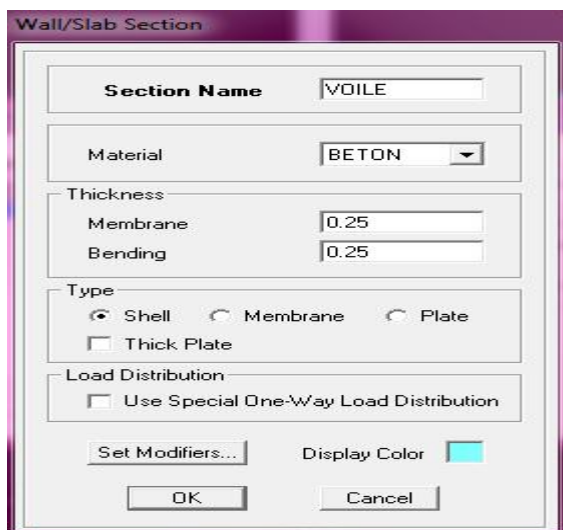 Wall/Slab Section
Section Name VOILE
Material BETON
Thickness
Membrane 0.25
Bending 0.25
Type
Shell Membrane Plate
Thick Plate
Load Distribution
Use Special One-Way Load Distribution
Set Modifiers... Display Color
OK Cancel